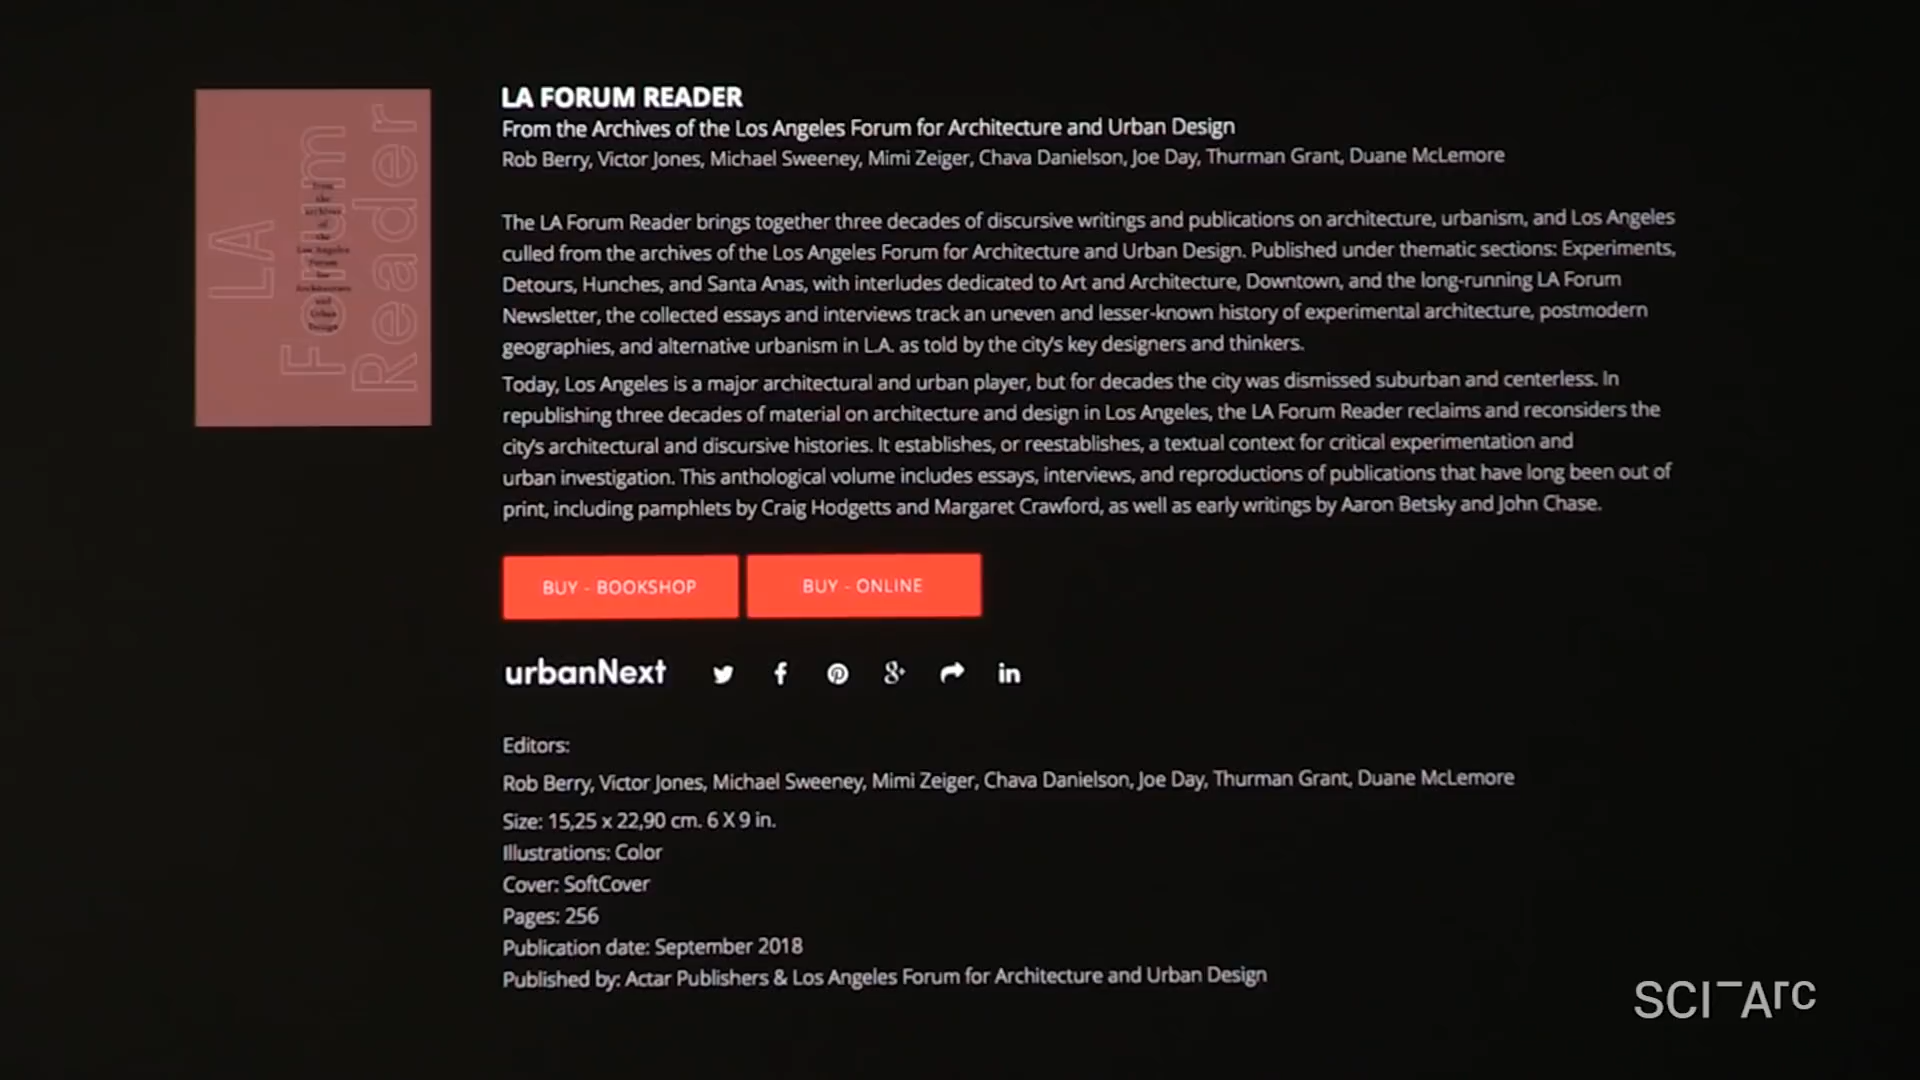 LA FORUM READER
From the Archives of the Los Angeles Forum for Architecture and Urban Design
Rob Berry, Victor Jones, Michael Sweeney, Mimi Zeiger, Chava Danielson, Joe Day, Thurman Grant, Duane McLemore
LA
Forum
Reader
from
the
archives
of
the
Los Angeles
Forum
for
Architecture
and
Urban
Design
The LA Forum Reader brings together three decades of discursive writings and publications on architecture, urbanism, and Los Angeles
culled from the archives of the Los Angeles Forum for Architecture and Urban Design. Published under thematic sections: Experiments,
Detours, Hunches, and Santa Anas, with interludes dedicated to Art and Architecture, Downtown, and the long-running LA Forum
Newsletter, the collected essays and interviews track an uneven and lesser-known history of experimental architecture, postmodern
geographies, and alternative urbanism in L.A. as told by the city's key designers and thinkers.
Today, Los Angeles is a major architectural and urban player, but for decades the city was dismissed suburban and centerless. In
republishing three decades of material on architecture and design in Los Angeles, the LA Forum Reader reclaims and reconsiders the
city's architectural and discursive histories. It establishes, or reestablishes, a textual context for critical experimentation and
urban investigation. This anthological volume includes essays, interviews, and reproductions of publications that have long been out of
print, including pamphlets by Craig Hodgetts and Margaret Crawford, as well as early writings by Aaron Betsky and John Chase.
BUY - BOOKSHOP
BUY - ONLINE
urbanNext
Editors:
Rob Berry, Victor Jones, Michael Sweeney, Mimi Zeiger, Chava Danielson, Joe Day, Thurman Grant, Duane McLemore
Size: 15,25 x 22,90 cm. 6 X 9 in.
Illustrations: Color
Cover: SoftCover
Pages: 256
Publication date: September 2018
Published by: Actar Publishers & Los Angeles Forum for Architecture and Urban Design
SCI-Arc